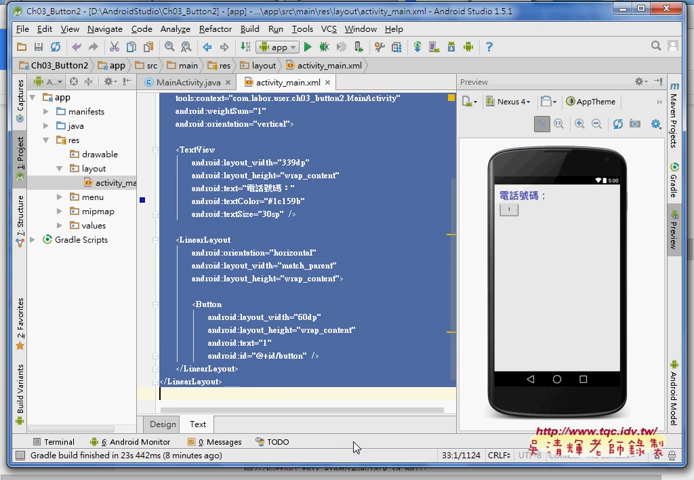 Ch03_Button2 - [D:\AndroidStudio\Ch03_Button2] - [app] - ...\app\src\main\res\layout\activity_main.xml - Android Studio 1.5.1
File Edit View Navigate Code Analyze Refactor Build Run Tools VCS Window Help
app
Ch03_Button2 app src main res layout activity_main.xml
A... MainActivity.java activity_main.xml Preview
app
manifests
java
res
drawable
layout
activity_ma
menu
mipmap
values
Gradle Scripts
Captures
1: Project
7: Structure
2: Favorites
Build Variants
tools:context="com.labor.user.ch03_button2.MainActivity"
android:weightSum="1"
android:orientation="vertical">
<TextView
android:layout_width="339dp"
android:layout_height="wrap_content"
android:text="電話號碼："
android:textColor="#1c159b"
android:textSize="30sp" />
<LinearLayout
android:orientation="horizontal"
android:layout_width="match_parent"
android:layout_height="wrap_content">
<Button
android:layout_width="60dp"
android:layout_height="wrap_content"
android:text="1"
android:id="@+id/button" />
</LinearLayout>
</LinearLayout>
Design Text
Nexus 4 AppTheme
5:00
電話號碼：
1
Maven Projects
Gradle
Preview
Android Model
http://www.tqc.idv.tw/
吳清輝老師錄製
Terminal 6: Android Monitor 0: Messages TODO
Gradle build finished in 23s 442ms (8 minutes ago) 33:1/1124 CRLF UTF-8